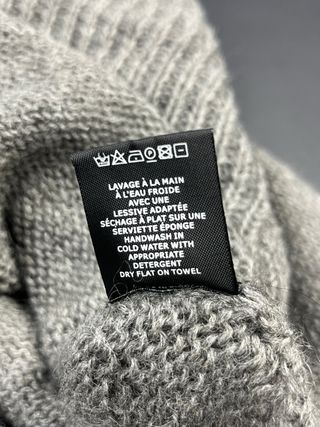 LAVAGE À LA MAIN
À L'EAU FROIDE
AVEC UNE
LESSIVE ADAPTÉE
SÉCHAGE À PLAT SUR UNE
SERVIETTE ÉPONGE
HANDWASH IN
COLD WATER WITH
APPROPRIATE
DETERGENT
DRY FLAT ON TOWEL